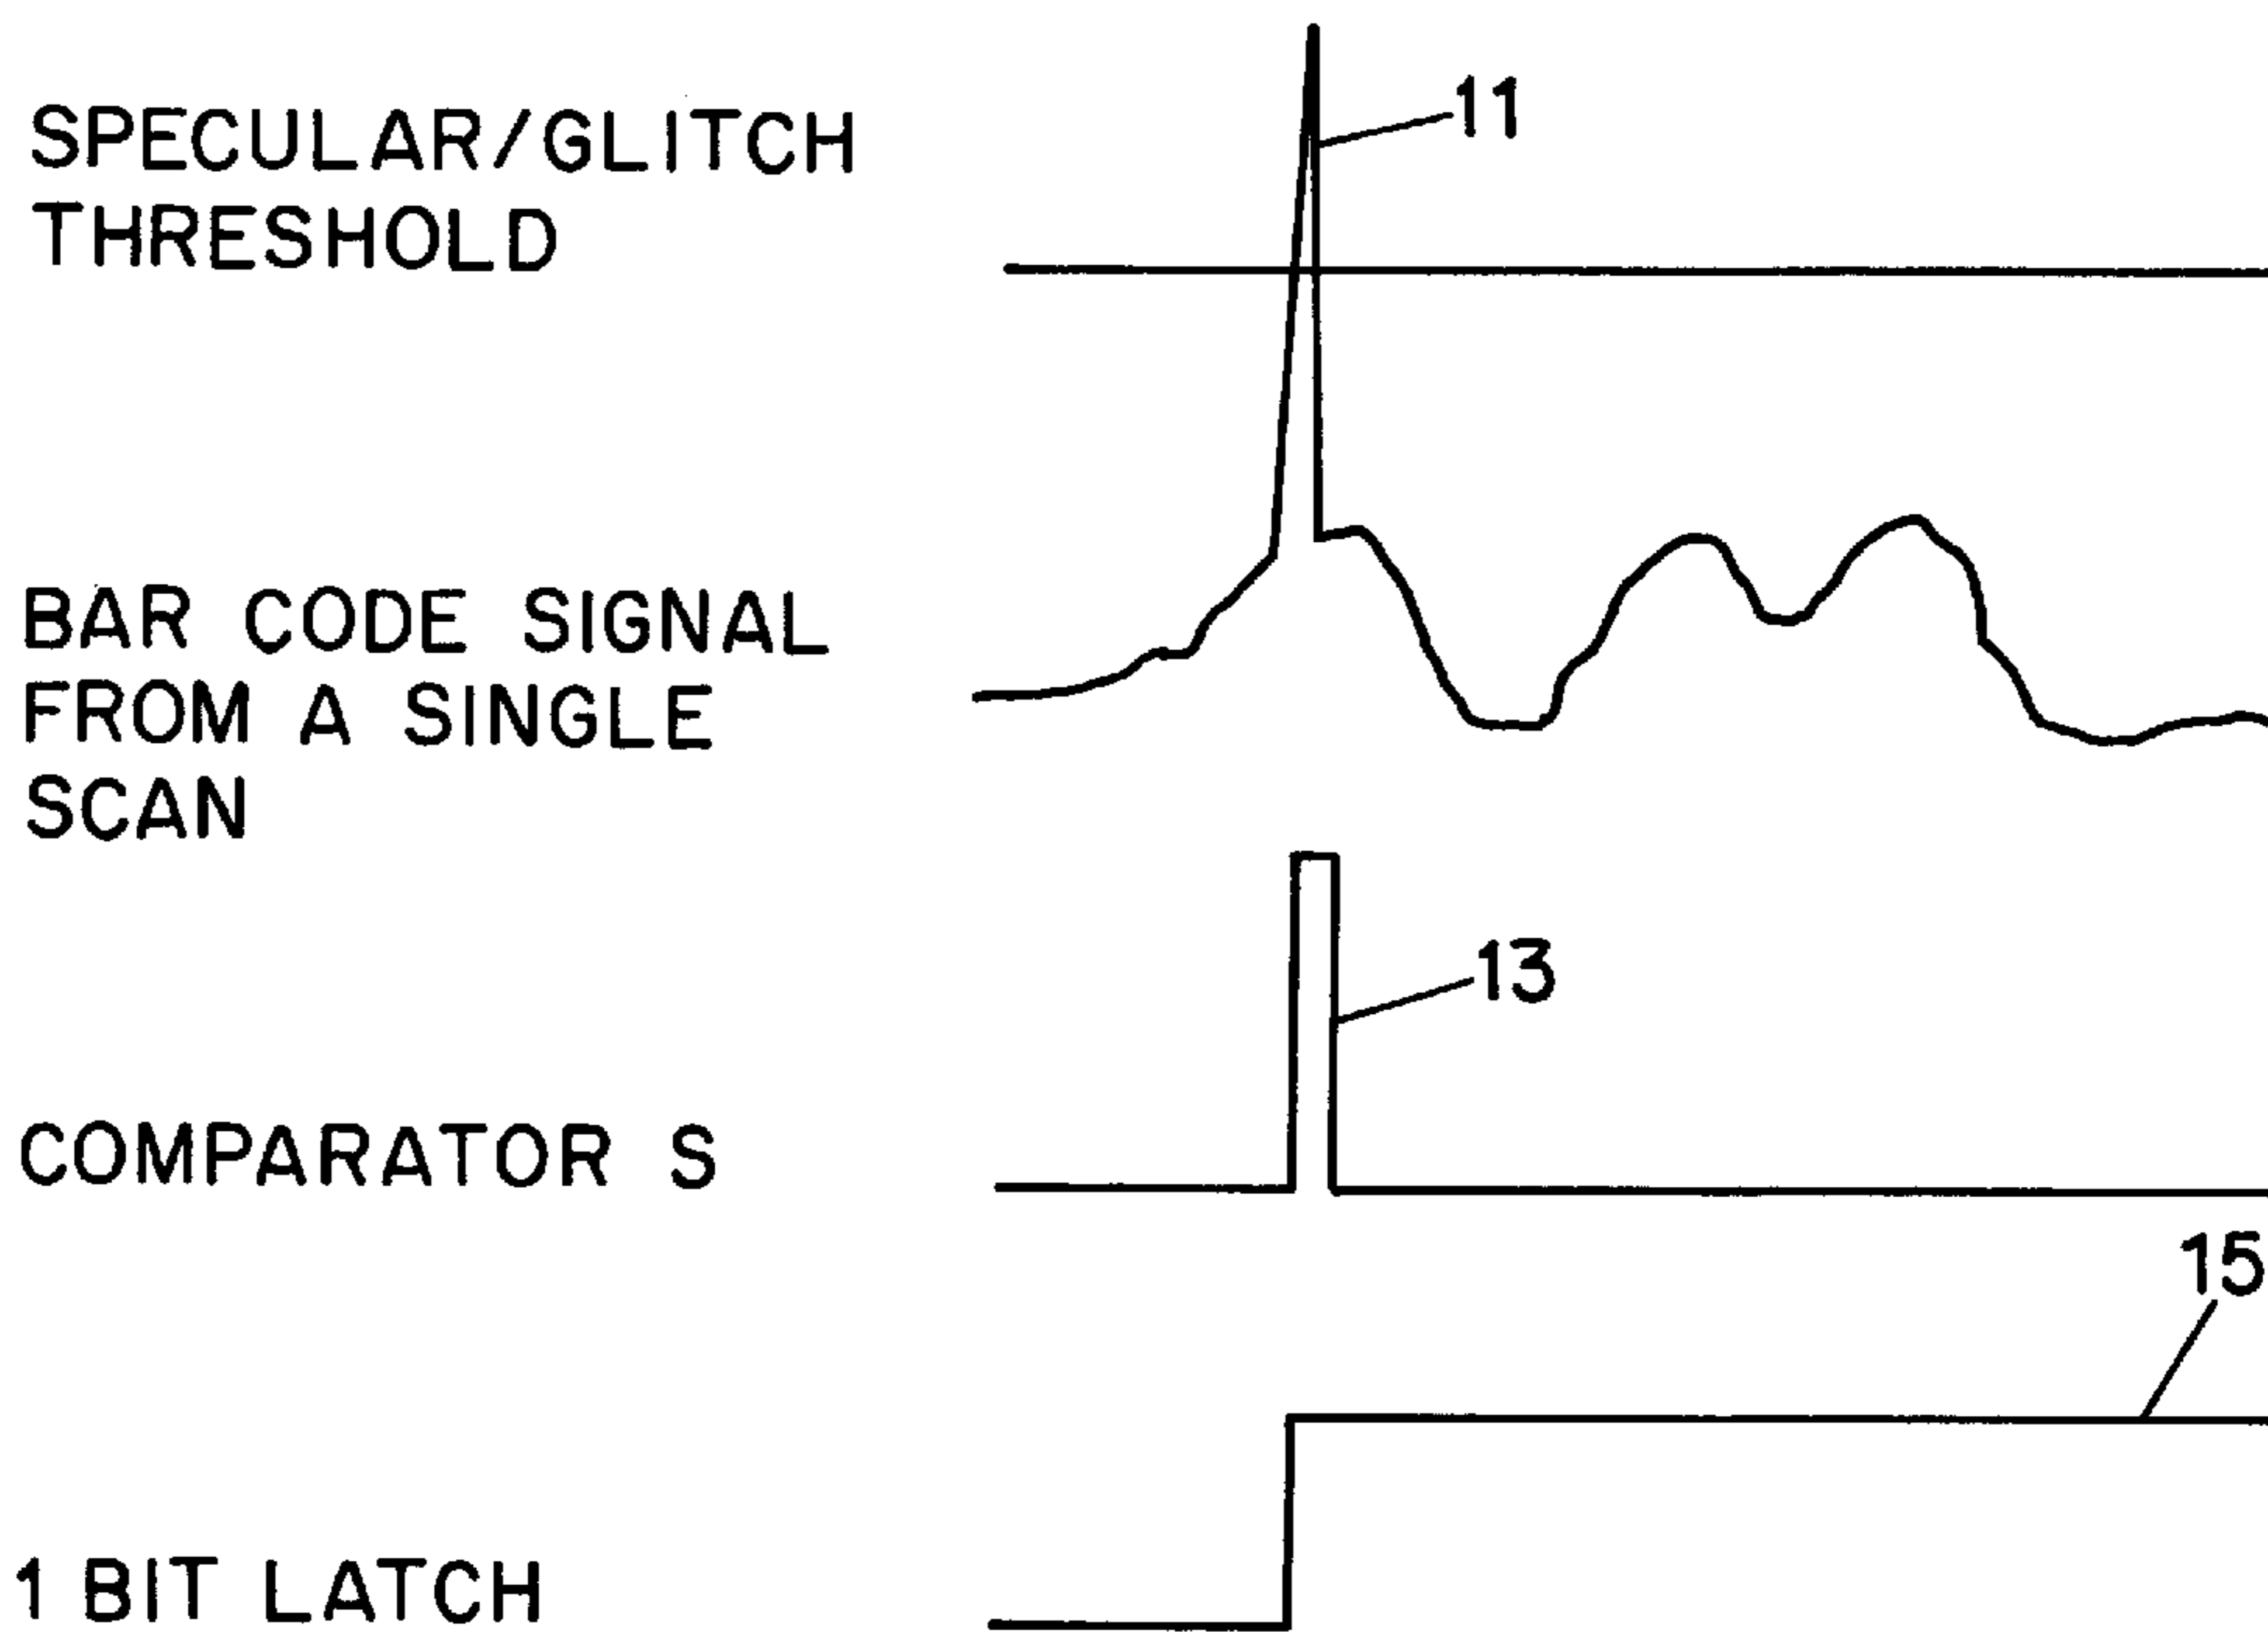 SPECULAR/GLITCH
THRESHOLD
11
BAR CODE SIGNAL
FROM A SINGLE
SCAN
13
COMPARATOR S
15
1 BIT LATCH